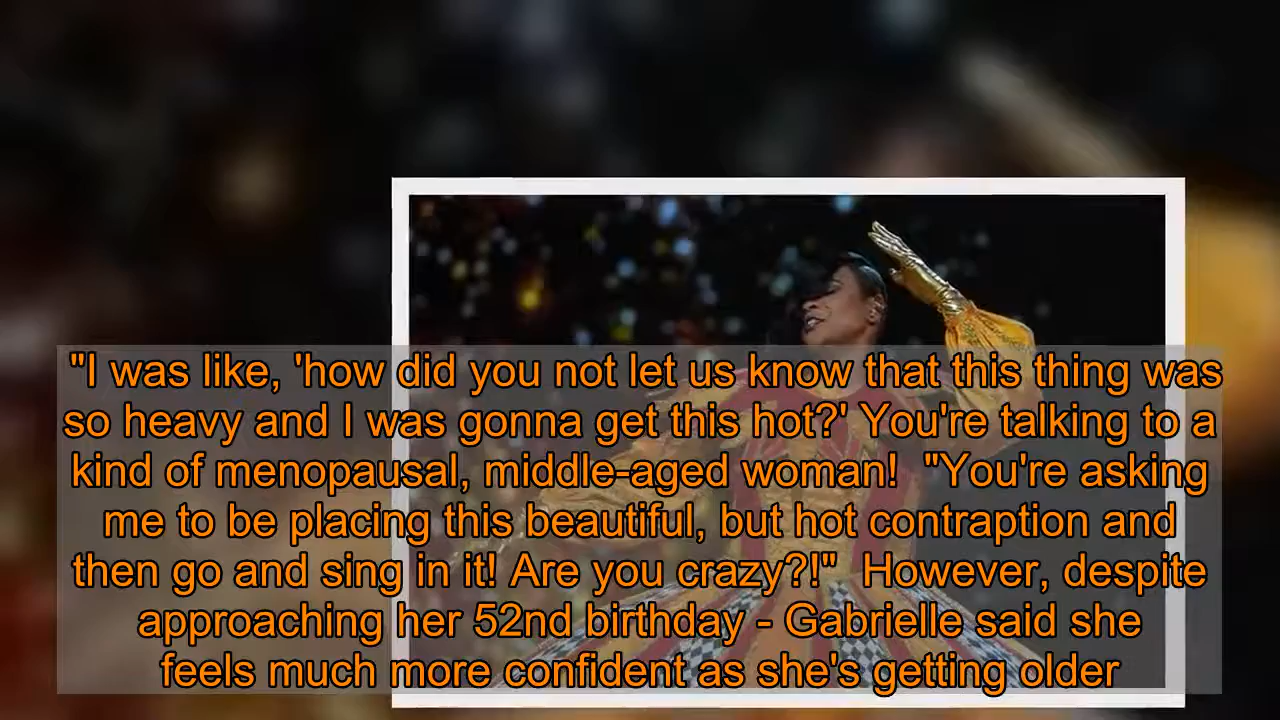 "I was like, 'how did you not let us know that this thing was
so heavy and I was gonna get this hot?' You're talking to a
kind of menopausal, middle-aged woman!  "You're asking
me to be placing this beautiful, but hot contraption and
then go and sing in it! Are you crazy?!"  However, despite
approaching her 52nd birthday - Gabrielle said she
feels much more confident as she's getting older